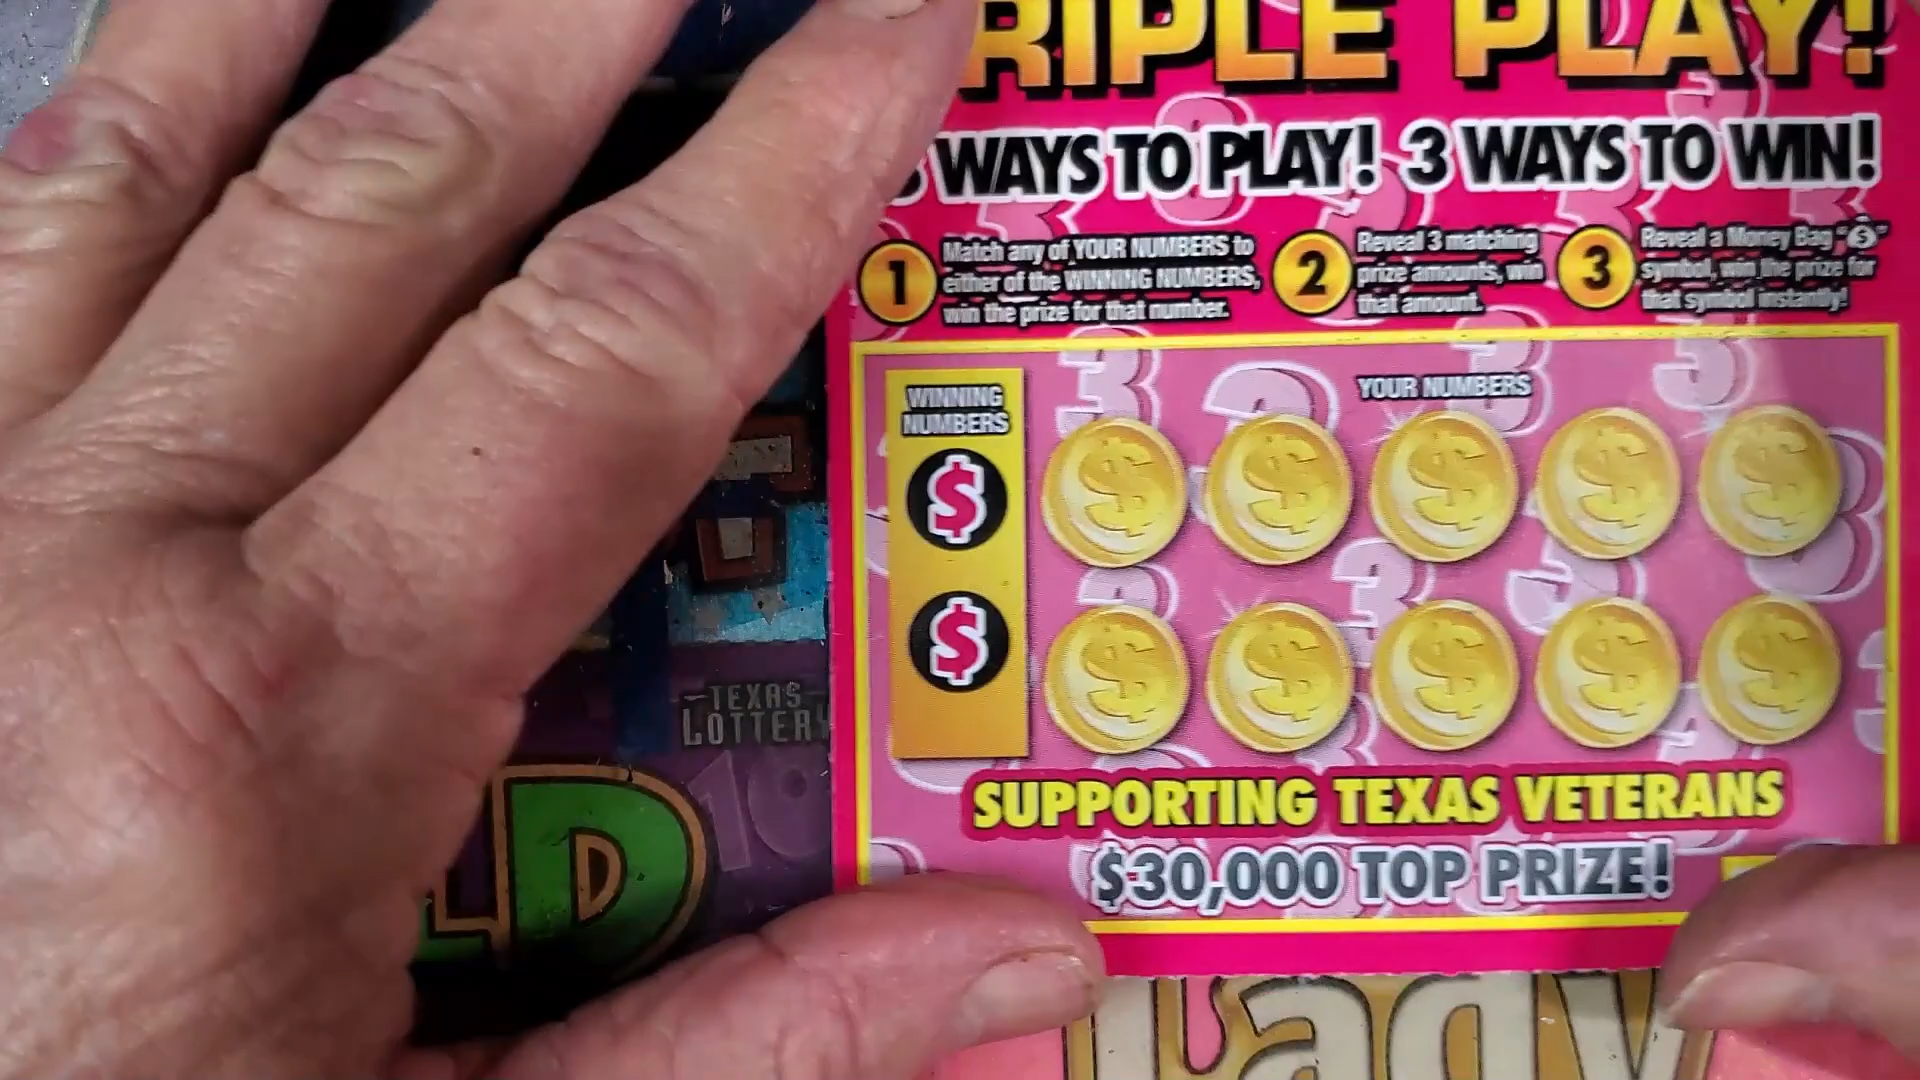 RIPLE PLAY!
WAYS TO PLAY! 3 WAYS TO WIN!
1 Match any of YOUR NUMBERS to
either of the WINNING NUMBERS,
win the prize for that number.
2 Reveal 3 matching
prize amounts, win
that amount.
3 Reveal a Money Bag "$"
symbol, win the prize for
that symbol instantly!
WINNING
NUMBERS
YOUR NUMBERS
$
$
$ $ $ $ $
$ $ $ $ $
SUPPORTING TEXAS VETERANS
$30,000 TOP PRIZE!
TEXAS
LOTTERY
10
LD
Lady